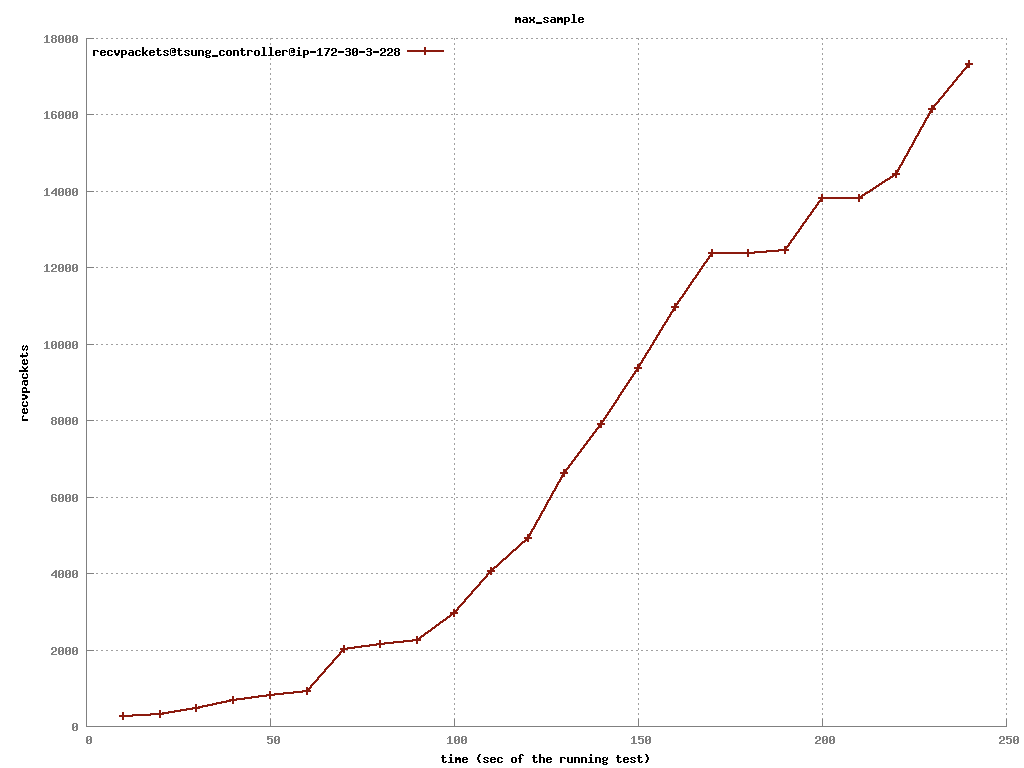 max_sample
recvpackets@tsung_controller@ip-172-30-3-228
18000
16000
14000
12000
10000
8000
6000
4000
2000
0
recvpackets
0 50 100 150 200 250
time (sec of the running test)